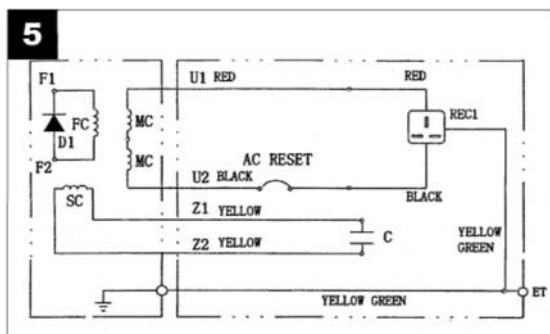 5
F1
U1 RED
RED
FC
D1
MC
REC1
MC
AC RESET
F2
U2 BLACK
SC
BLACK
Z1 YELLOW
C
YELLOW
GREEN
Z2 YELLOW
YELLOW GREEN
ET